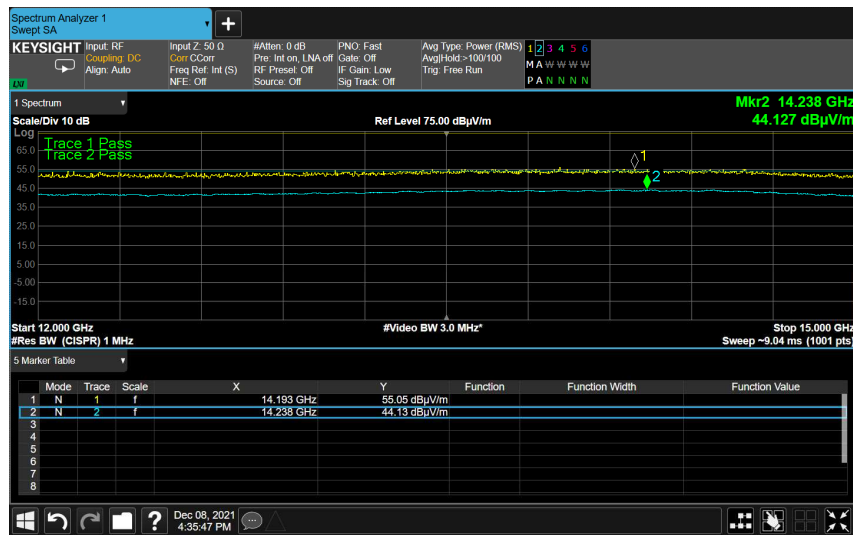 Spectrum Analyzer 1
Swept SA
+
KEYSIGHT
Input: RF
Coupling: DC
Align: Auto
Input Z: 50 Ω
Corr CCorr
Freq Ref: Int (S)
NFE: Off
#Atten: 0 dB
Pre: Int on, LNA off
RF Presel: Off
Source: Off
PNO: Fast
Gate: Off
IF Gain: Low
Sig Track: Off
Avg Type: Power (RMS)
Avg|Hold:>100/100
Trig: Free Run
1 2 3 4 5 6
M A W W W W
P A N N N N
LXI
1 Spectrum
Mkr2 14.238 GHz
Scale/Div 10 dB
Ref Level 75.00 dBµV/m
44.127 dBµV/m
Log
Trace 1 Pass
Trace 2 Pass
65.0
55.0
45.0
35.0
25.0
15.0
5.00
-5.00
-15.0
1
2
Start 12.000 GHz
#Video BW 3.0 MHz*
Stop 15.000 GHz
#Res BW (CISPR) 1 MHz
Sweep ~9.04 ms (1001 pts)
5 Marker Table
Mode Trace Scale X Y Function Function Width Function Value
1 N 1 f 14.193 GHz 55.05 dBµV/m
2 N 2 f 14.238 GHz 44.13 dBµV/m
3
4
5
6
7
8
?
Dec 08, 2021
4:35:47 PM